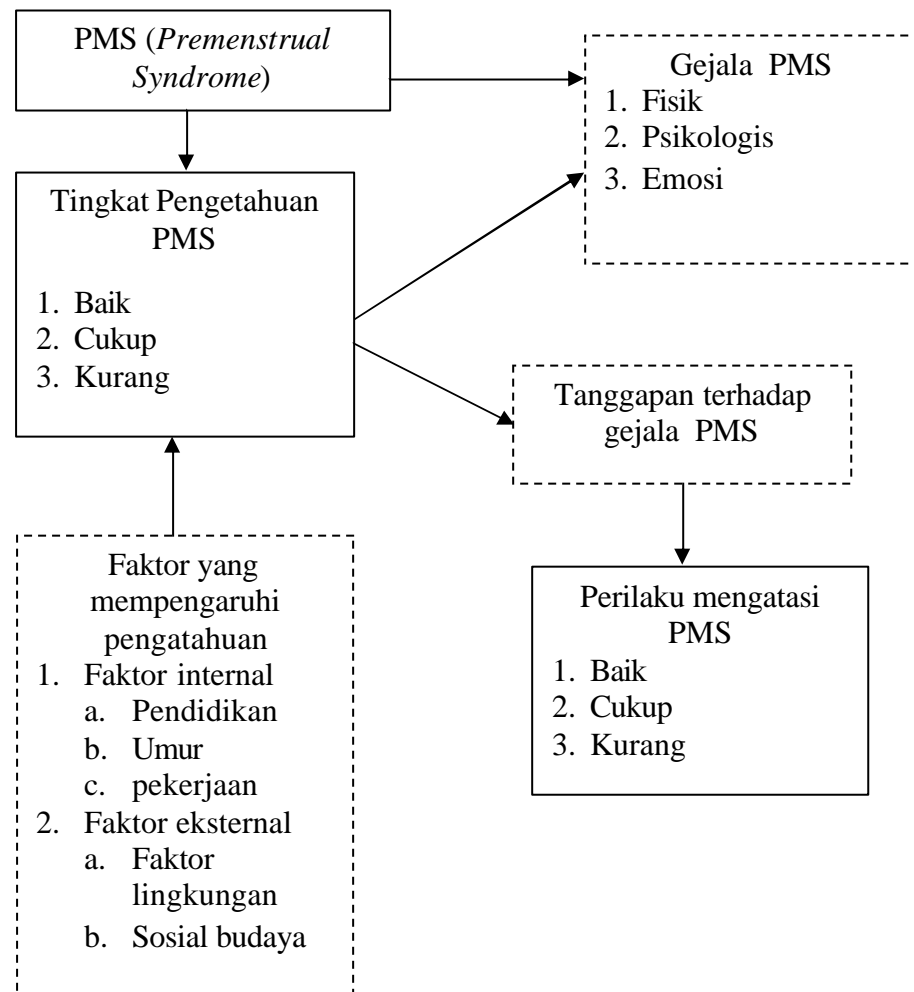 PMS (Premenstrual
Syndrome)
Gejala PMS
1. Fisik
2. Psikologis
3. Emosi
Tingkat Pengetahuan
PMS
1. Baik
2. Cukup
3. Kurang
Tanggapan terhadap
gejala PMS
Faktor yang
mempengaruhi
pengatahuan
1. Faktor internal
a. Pendidikan
b. Umur
c. pekerjaan
2. Faktor eksternal
a. Faktor
lingkungan
b. Sosial budaya
Perilaku mengatasi
PMS
1. Baik
2. Cukup
3. Kurang